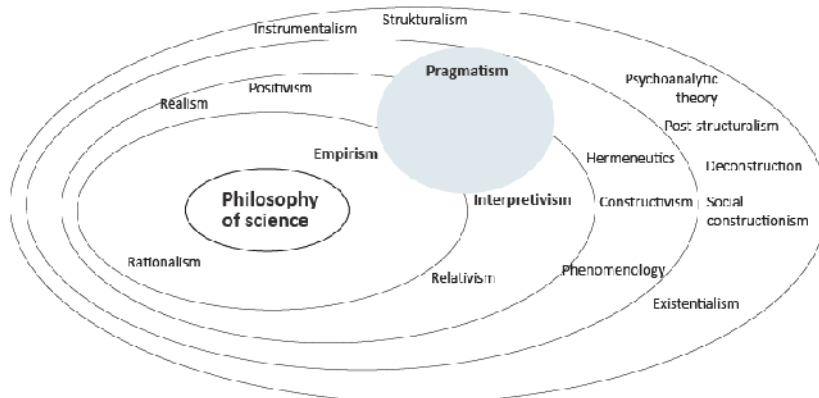 Strukturalism
Instrumentalism
Pragmatism
Psychoanalytic
theory
Positivism
Realism
Post structuralism
Empirism
Hermeneutics
Deconstruction
Philosophy
of science
Interpretivism
Constructivism
Social
constructionism
Rationalism
Relativism
Phenomenology
Existentialism